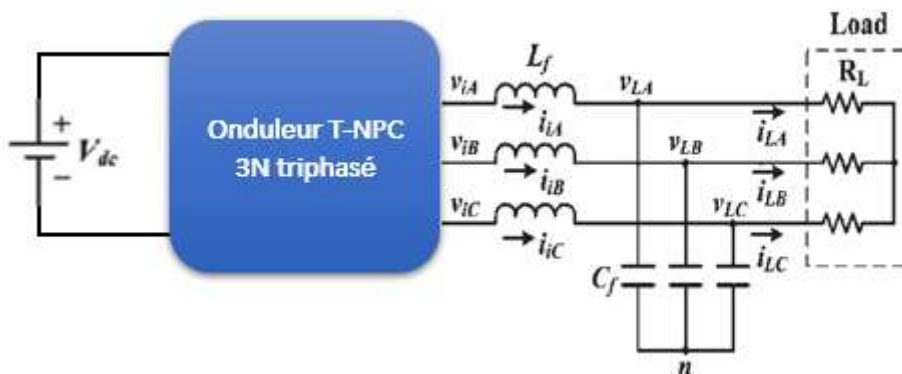 Load
L_f
R_L
v_iA
v_LA
+
V_dc
−
Onduleur T-NPC
3N triphasé
i_iA
i_LA
v_iB
v_LB
i_iB
i_LB
v_iC
v_LC
i_iC
i_LC
C_f
n